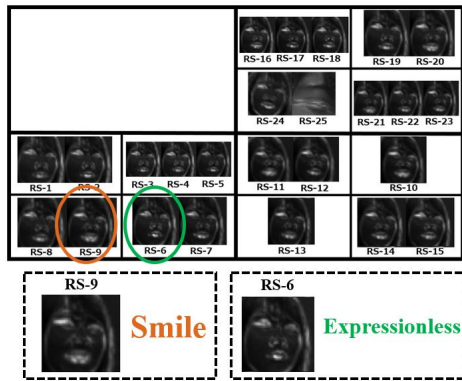 RS-16 RS-17 RS-18 RS-19 RS-20
RS-24 RS-25 RS-21 RS-22 RS-23
RS-1 RS-2 RS-3 RS-4 RS-5 RS-11 RS-12 RS-10
RS-8 RS-9 RS-6 RS-7 RS-13 RS-14 RS-15
RS-9 RS-6
Smile Expressionless